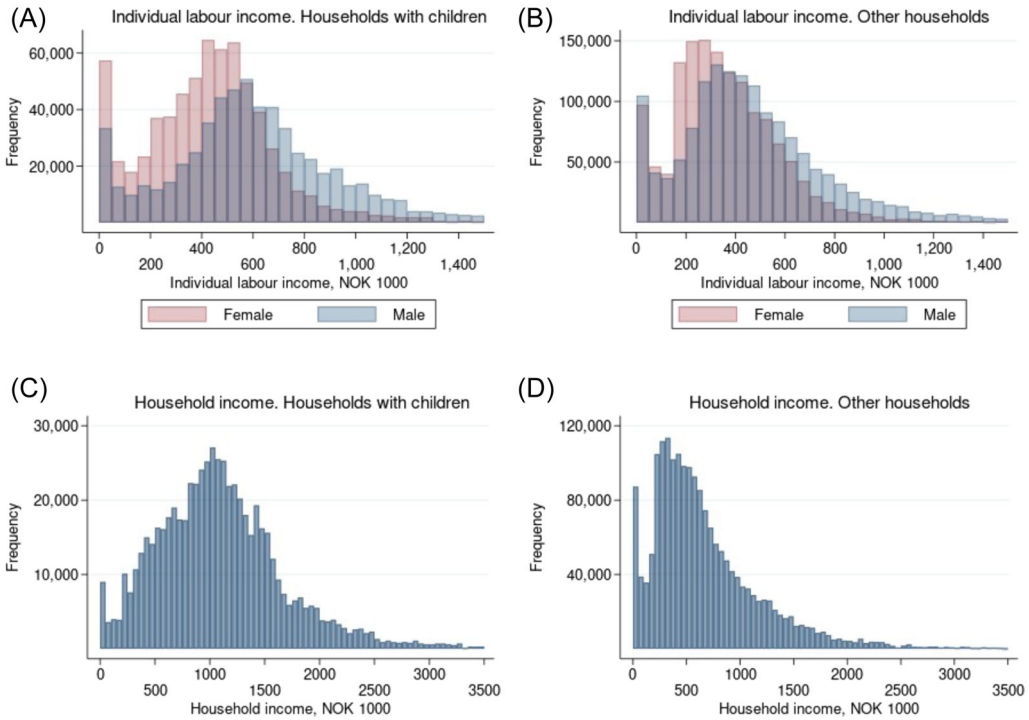 (A)
Individual labour income. Households with children
Frequency
60,000
40,000
20,000
0
400
800
1,200
200
600
1,000
1,400
Individual labour income, NOK 1000
Female
Male
(B)
Individual labour income. Other households
Frequency
150,000
100,000
50,000
0
400
800
1,200
200
600
1,000
1,400
Individual labour income, NOK 1000
Female
Male
(C)
Household income. Households with children
Frequency
30,000
20,000
10,000
0
1000
2000
3000
500
1500
2500
3500
Household income, NOK 1000
(D)
Household income. Other households
Frequency
120,000
80,000
40,000
0
1000
2000
3000
500
1500
2500
3500
Household income, NOK 1000